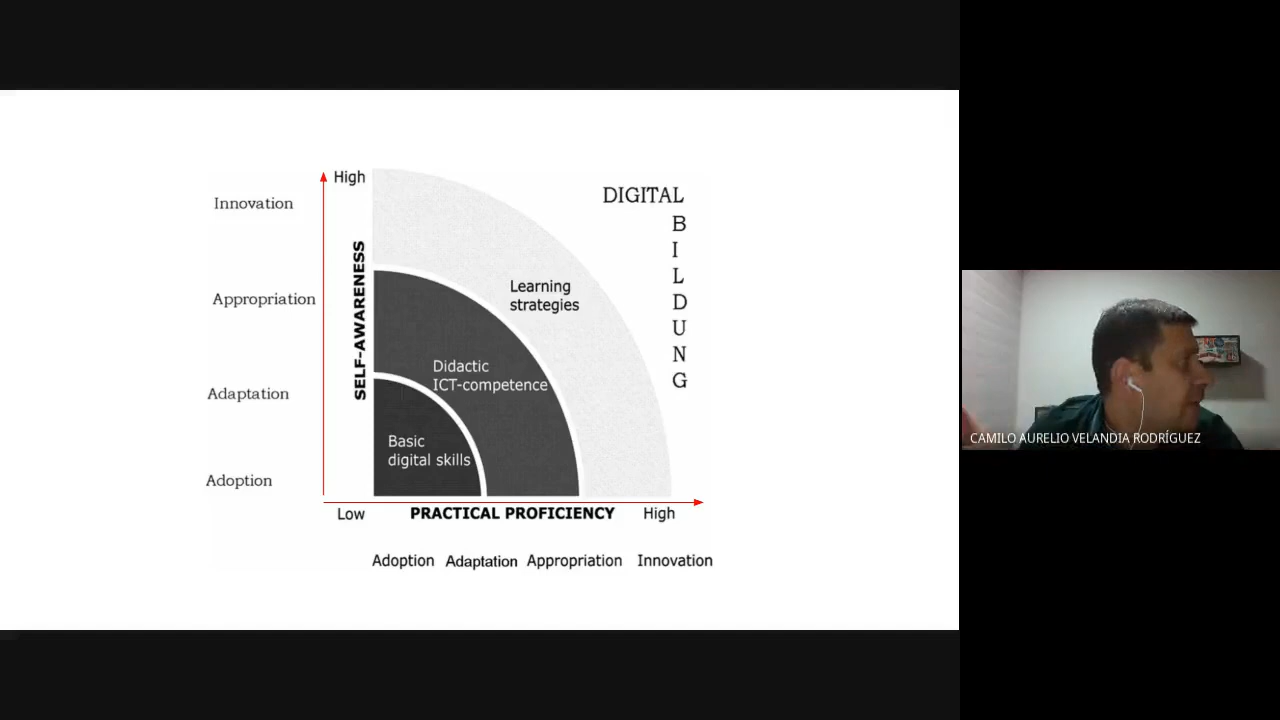 High
Innovation
DIGITAL
B
I
L
D
U
N
G
SELF-AWARENESS
Learning
strategies
Appropriation
Didactic
ICT-competence
Adaptation
Basic
digital skills
Adoption
Low
PRACTICAL PROFICIENCY
High
Adoption
Adaptation
Appropriation
Innovation
CAMILO AURELIO VELANDIA RODRÍGUEZ